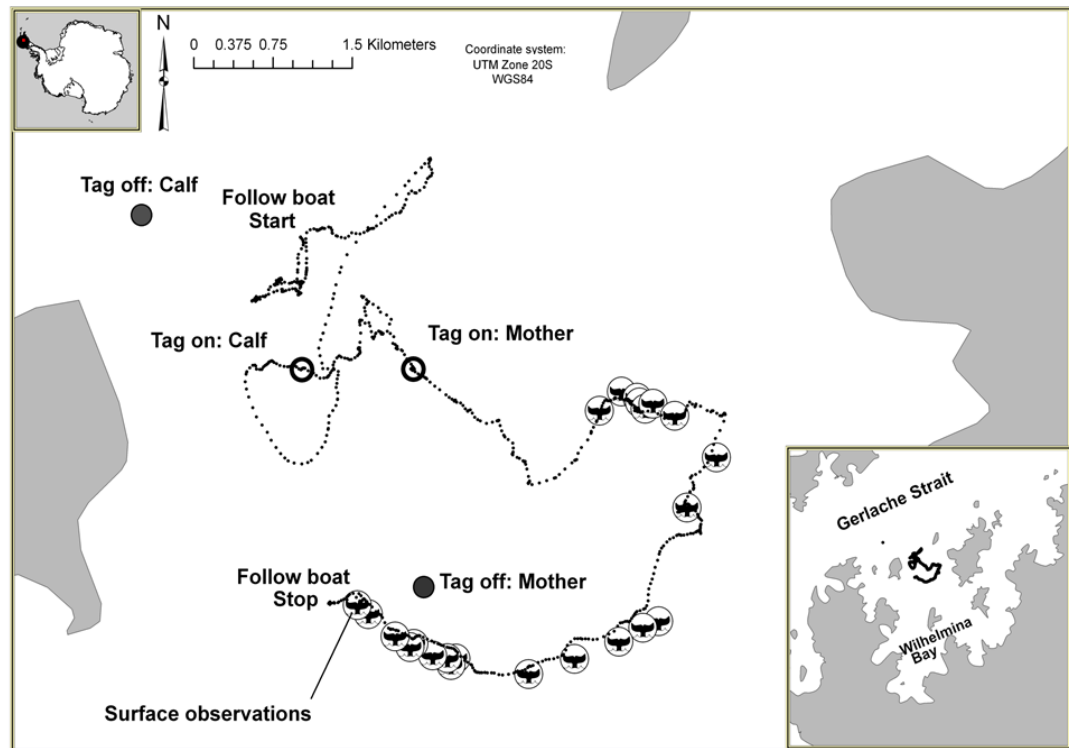 N
0 0.375 0.75 1.5 Kilometers
Coordinate system:
UTM Zone 20S
WGS84
Tag off: Calf
Follow boat
Start
Tag on: Calf
Tag on: Mother
Follow boat
Stop
Tag off: Mother
Surface observations
Gerlache Strait
Wilhelmina
Bay